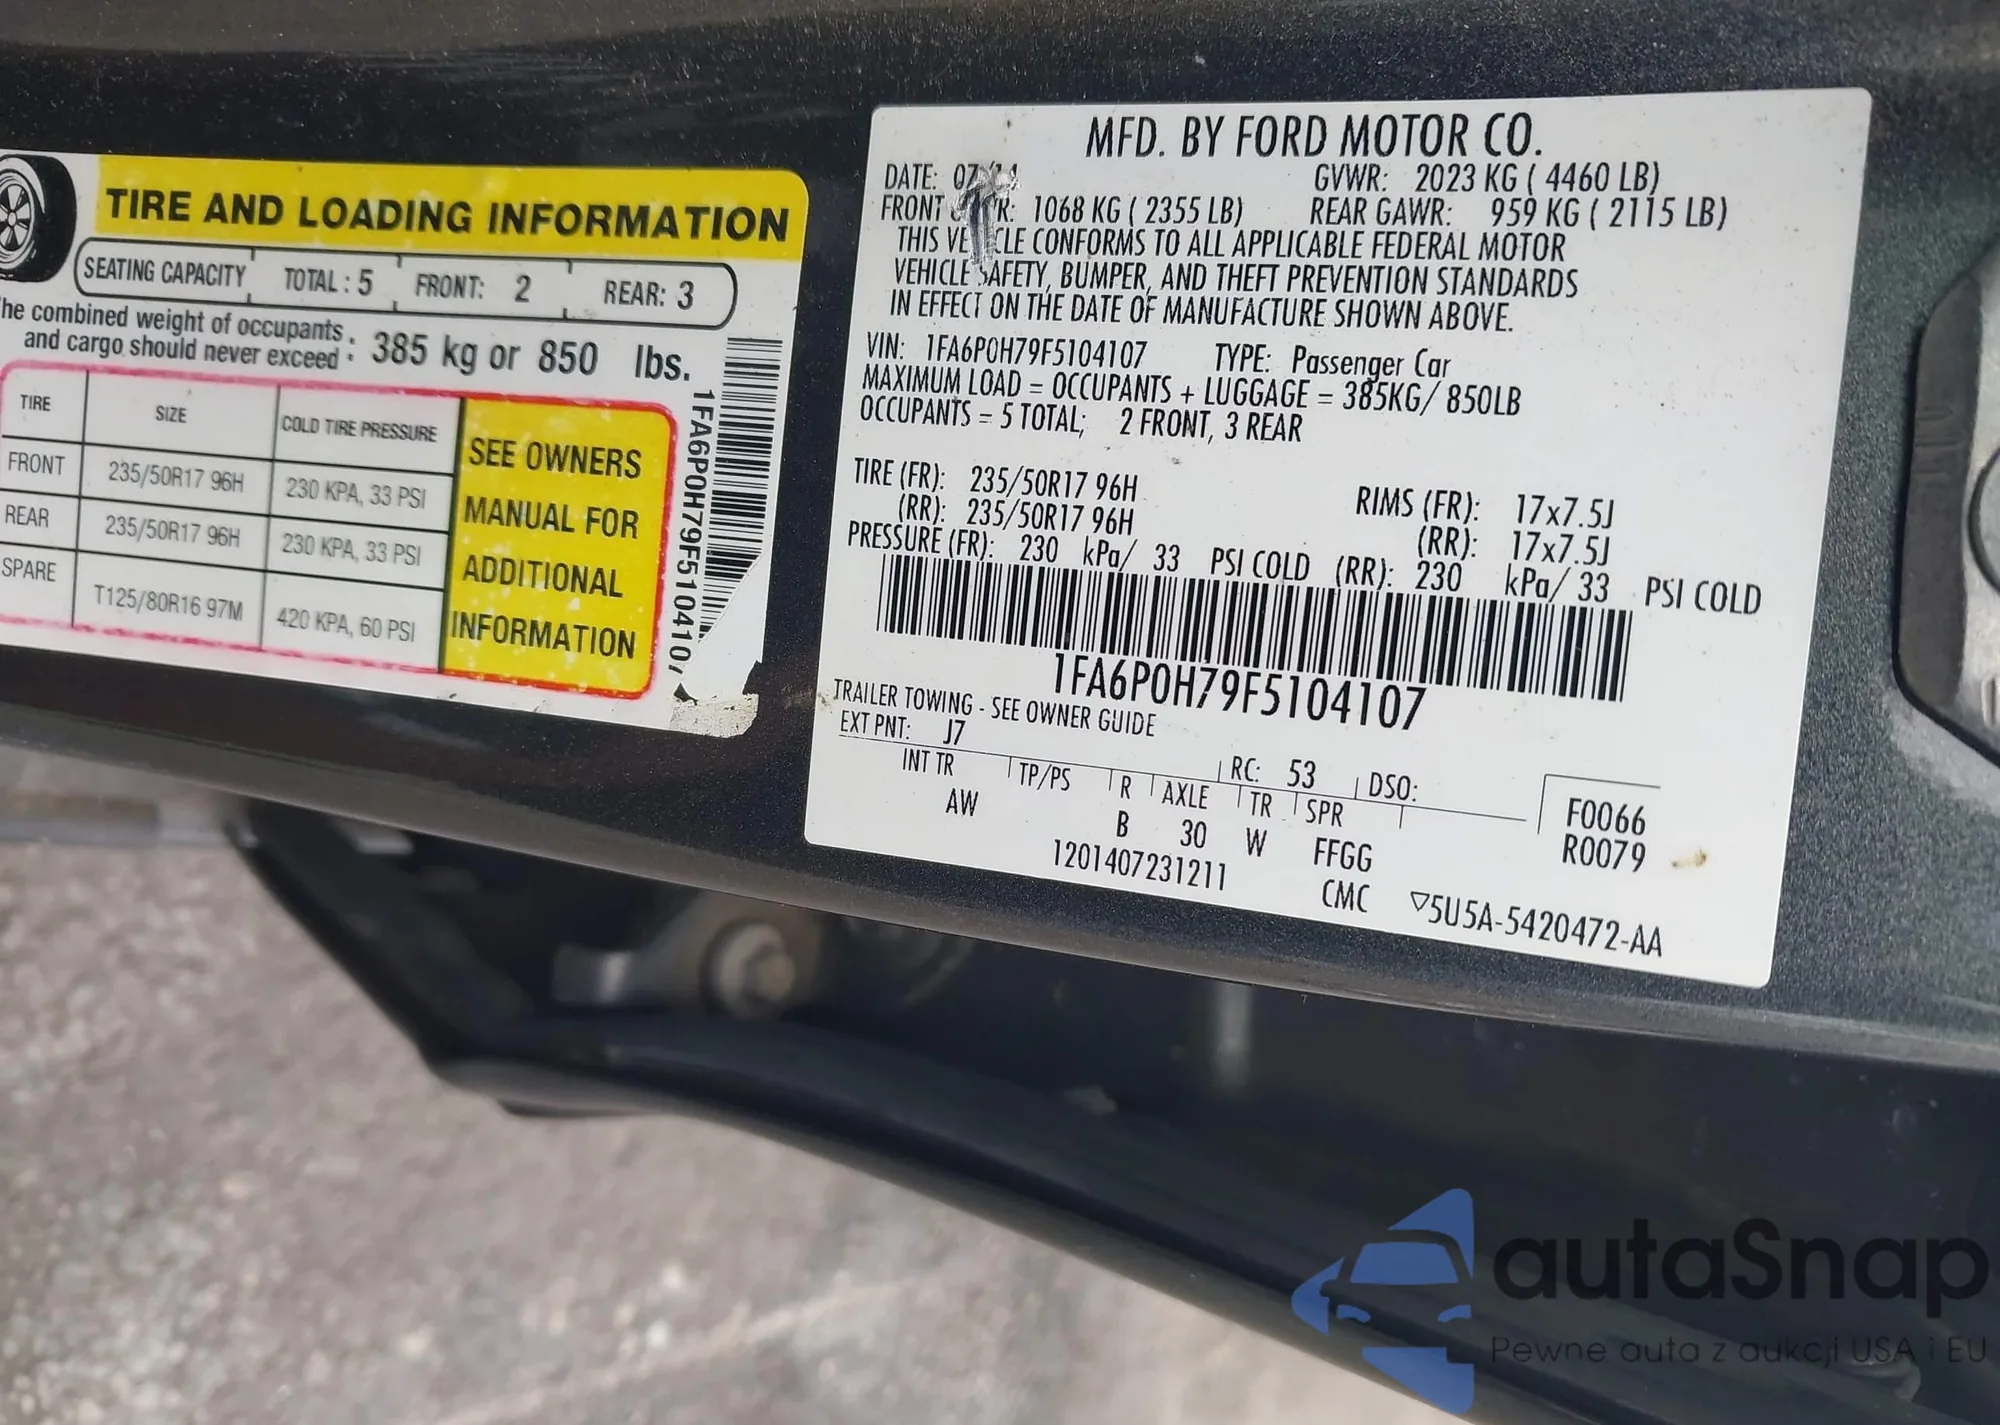 TIRE AND LOADING INFORMATION
SEATING CAPACITY TOTAL : 5 FRONT: 2 REAR: 3
he combined weight of occupants
and cargo should never exceed : 385 kg or 850 lbs.
TIRE SIZE COLD TIRE PRESSURE
FRONT 235/50R17 96H 230 KPA, 33 PSI
REAR 235/50R17 96H 230 KPA, 33 PSI
SPARE T125/80R16 97M 420 KPA, 60 PSI
SEE OWNERS
MANUAL FOR
ADDITIONAL
INFORMATION
1FA6P0H79F5104107
MFD. BY FORD MOTOR CO.
DATE: 07/14 GVWR: 2023 KG ( 4460 LB)
FRONT R: 1068 KG ( 2355 LB) REAR GAWR: 959 KG ( 2115 LB)
THIS VEHICLE CONFORMS TO ALL APPLICABLE FEDERAL MOTOR
VEHICLE SAFETY, BUMPER, AND THEFT PREVENTION STANDARDS
IN EFFECT ON THE DATE OF MANUFACTURE SHOWN ABOVE.
VIN: 1FA6P0H79F5104107 TYPE: Passenger Car
MAXIMUM LOAD = OCCUPANTS + LUGGAGE = 385KG/ 850LB
OCCUPANTS = 5 TOTAL; 2 FRONT, 3 REAR
TIRE (FR): 235/50R17 96H RIMS (FR): 17x7.5J
(RR): 235/50R17 96H (RR): 17x7.5J
PRESSURE (FR): 230 kPa/ 33 PSI COLD (RR): 230 kPa/ 33 PSI COLD
1FA6P0H79F5104107
TRAILER TOWING - SEE OWNER GUIDE
EXT PNT: J7 RC: 53 DSO:
INT TR TP/PS R AXLE TR SPR F0066
AW B 30 W FFGG R0079
1201407231211 CMC ▽5U5A-5420472-AA
autaSnap
Pewne auta z aukcji USA i EU